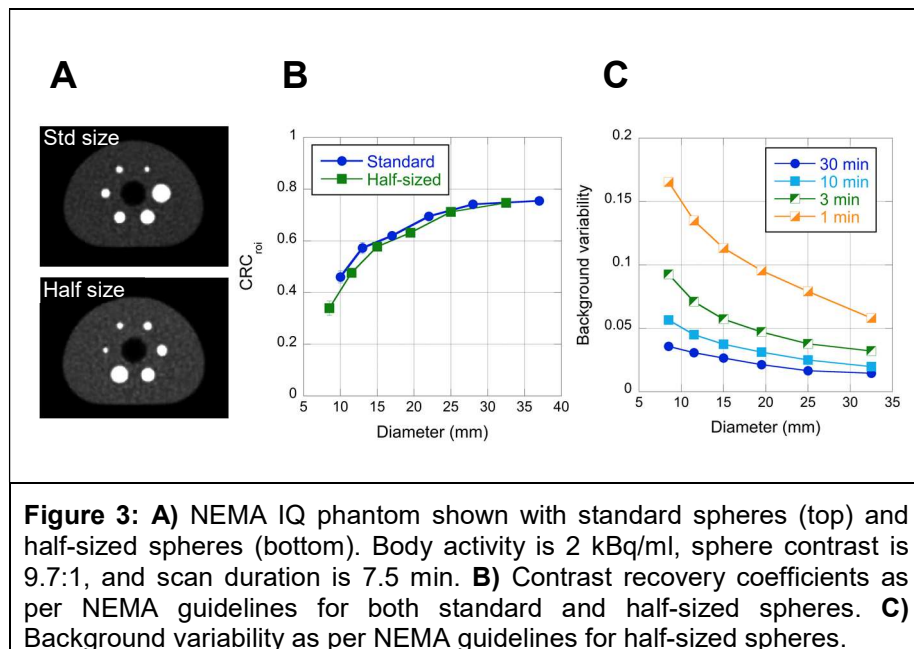 A
B
C
Std size
Half size
1
0.8
0.6
0.4
0.2
0
CRCroi
Standard
Half-sized
5 10 15 20 25 30 35 40
Diameter (mm)
0.2
0.15
0.1
0.05
0
Background variability
30 min
10 min
3 min
1 min
5 10 15 20 25 30 35
Diameter (mm)
Figure 3: A) NEMA IQ phantom shown with standard spheres (top) and
half-sized spheres (bottom). Body activity is 2 kBq/ml, sphere contrast is
9.7:1, and scan duration is 7.5 min. B) Contrast recovery coefficients as
per NEMA guidelines for both standard and half-sized spheres. C)
Background variability as per NEMA guidelines for half-sized spheres.